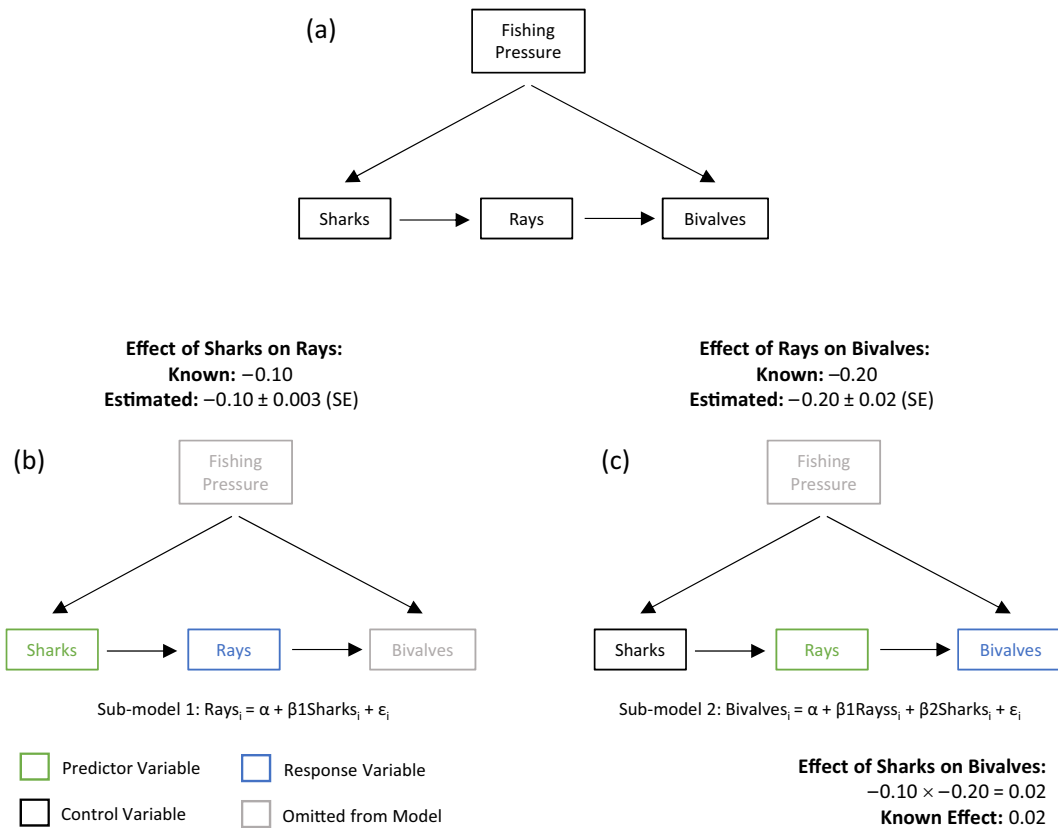 (a)
Fishing
Pressure
Sharks
Rays
Bivalves
Effect of Sharks on Rays:
Known: −0.10
Estimated: −0.10 ± 0.003 (SE)
Effect of Rays on Bivalves:
Known: −0.20
Estimated: −0.20 ± 0.02 (SE)
(b)
Fishing
Pressure
Sharks
Rays
Bivalves
Sub-model 1: Raysᵢ = α + β1Sharksᵢ + εᵢ
(c)
Fishing
Pressure
Sharks
Rays
Bivalves
Sub-model 2: Bivalvesᵢ = α + β1Rayssᵢ + β2Sharksᵢ + εᵢ
Predictor Variable
Response Variable
Control Variable
Omitted from Model
Effect of Sharks on Bivalves:
−0.10 × −0.20 = 0.02
Known Effect: 0.02